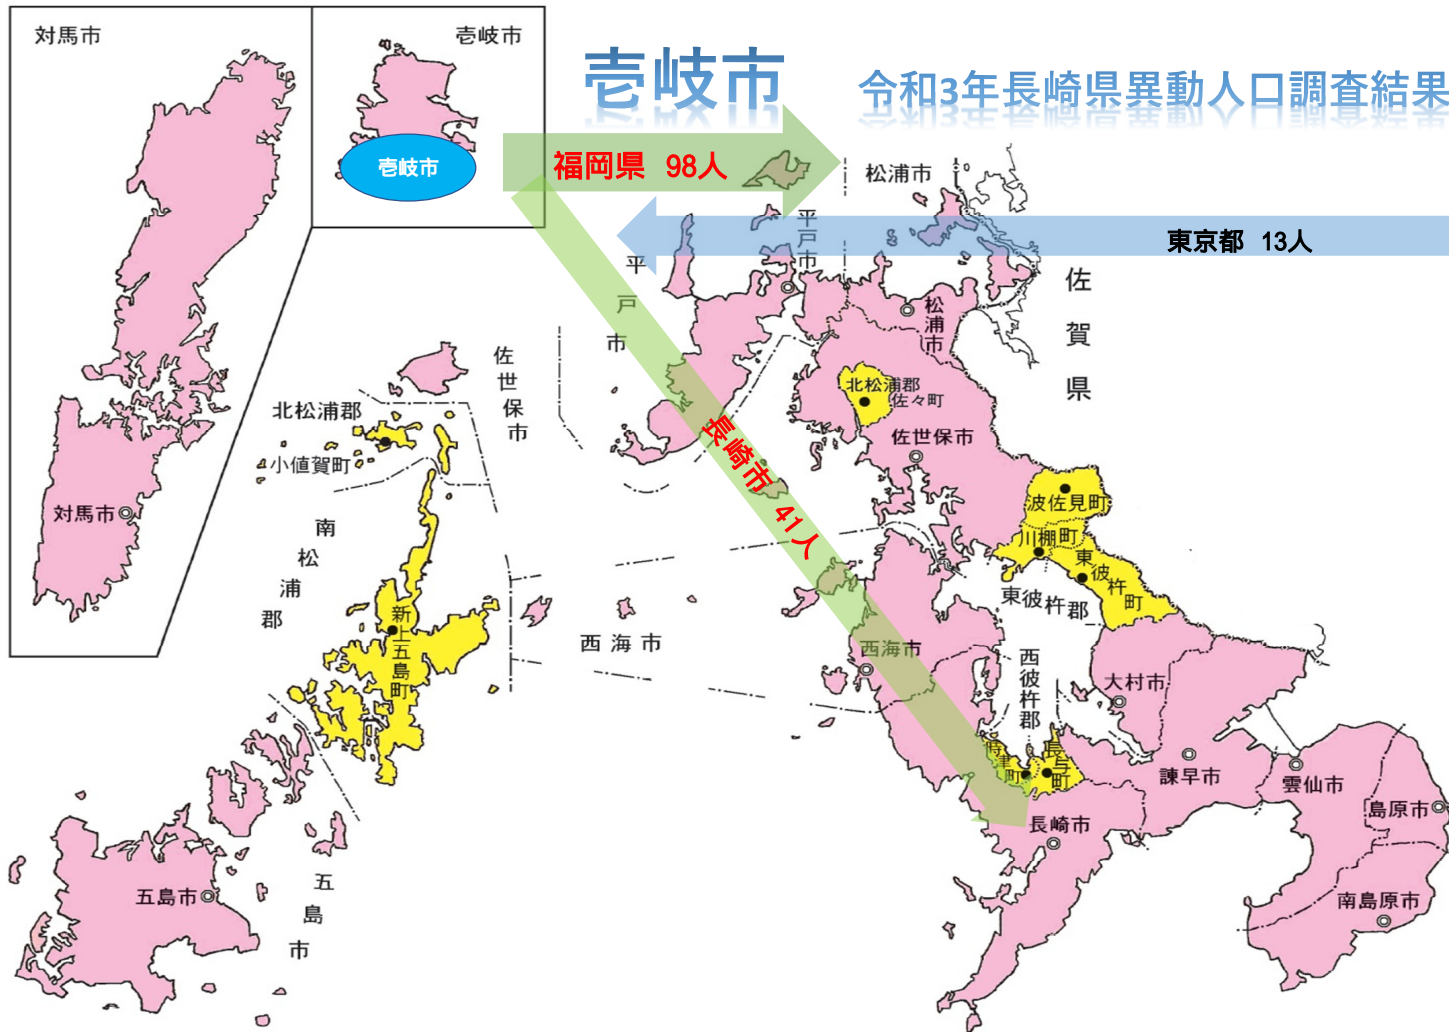 対馬市
壱岐市
壱岐市
令和3年長崎県異動人口調査結果
壱岐市
福岡県 98人
松浦市
平戸市
東京都 13人
平戸市
佐賀県
松浦市
佐世保市
北松浦郡
佐々町
北松浦郡
小値賀町
佐世保市
長崎市 41人
波佐見町
対馬市
南松浦郡
川棚町
東彼杵町
東彼杵郡
新上五島町
西海市
西海市
西彼杵郡
大村市
時津町
長与町
諫早市
雲仙市
島原市
長崎市
五島市
五島市
南島原市